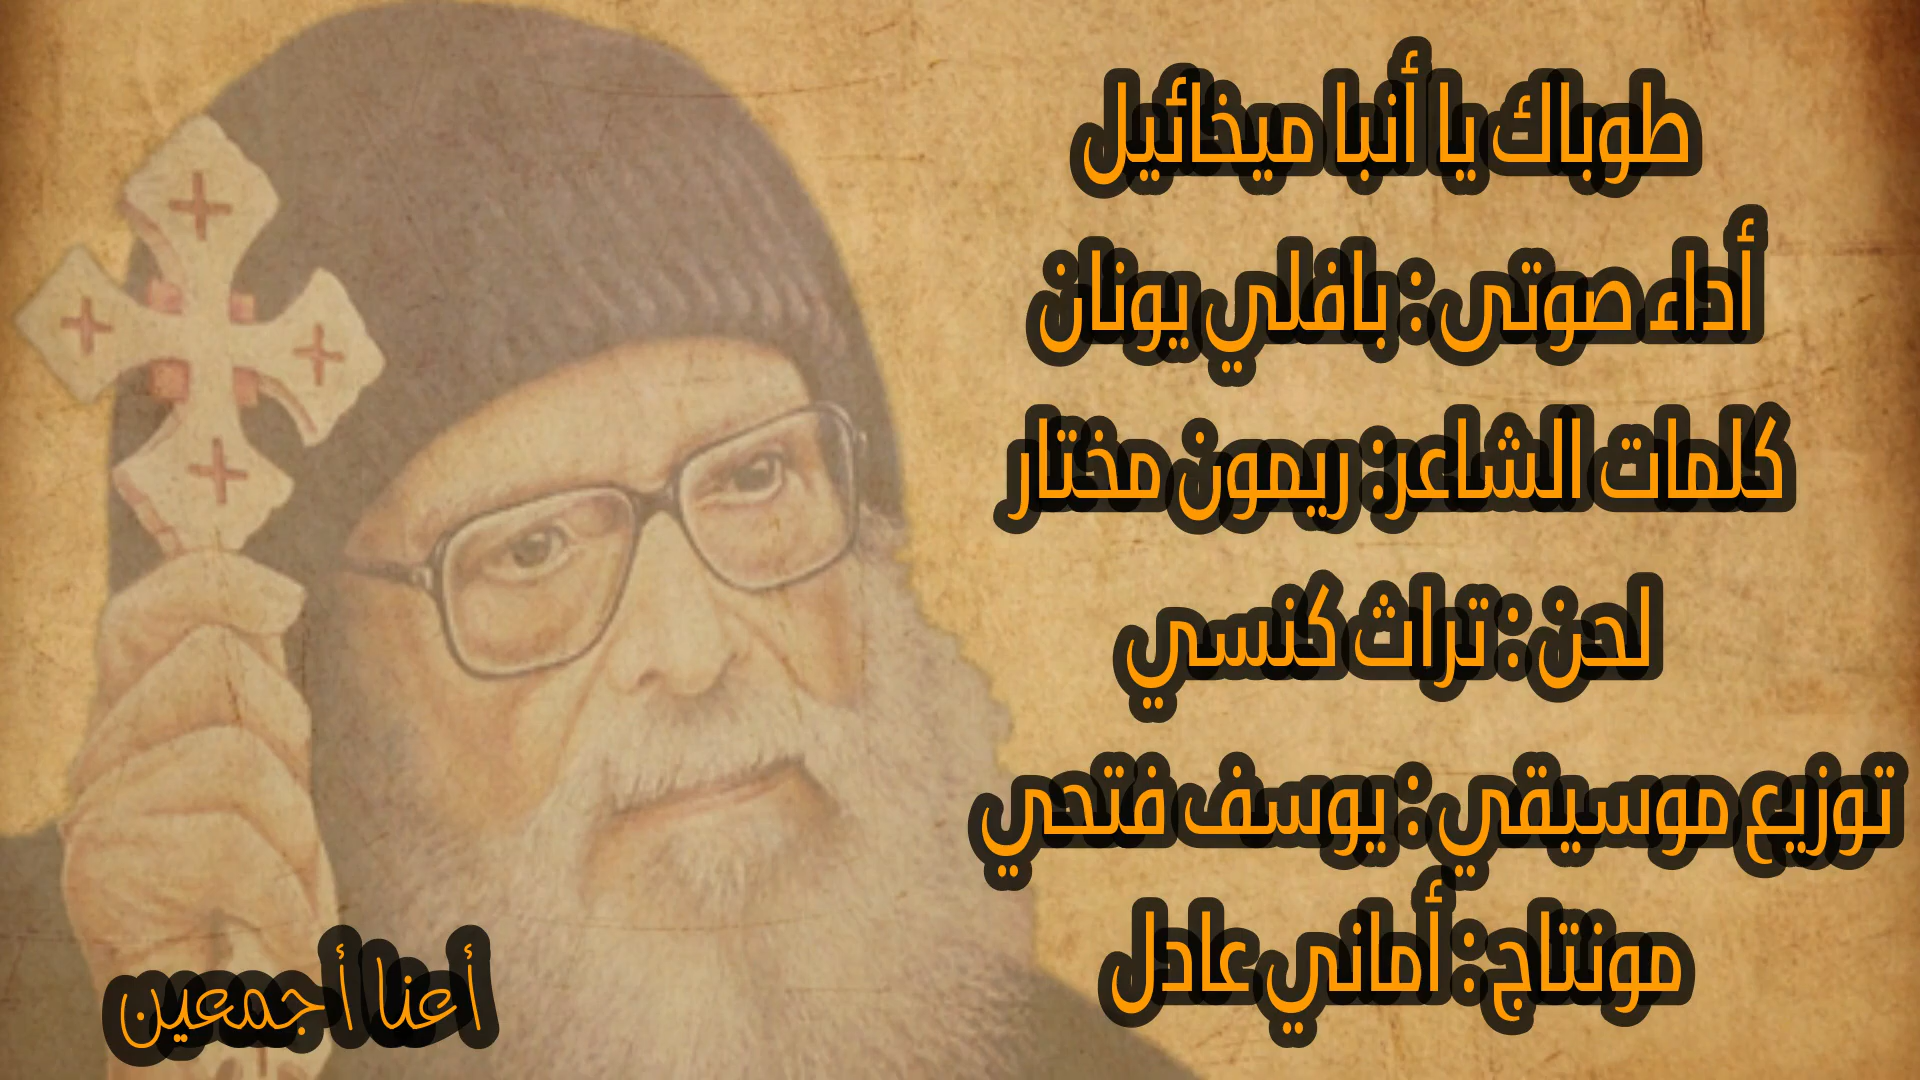 طوباك يا أنبا ميخائيل
أداء صوتى : بافلي يونان
كلمات الشاعر: ريمون مختار
لحن : تراث كنسي
توزيع موسيقي : يوسف فتحي
مونتاج : أماني عادل
أعنا أجمعين